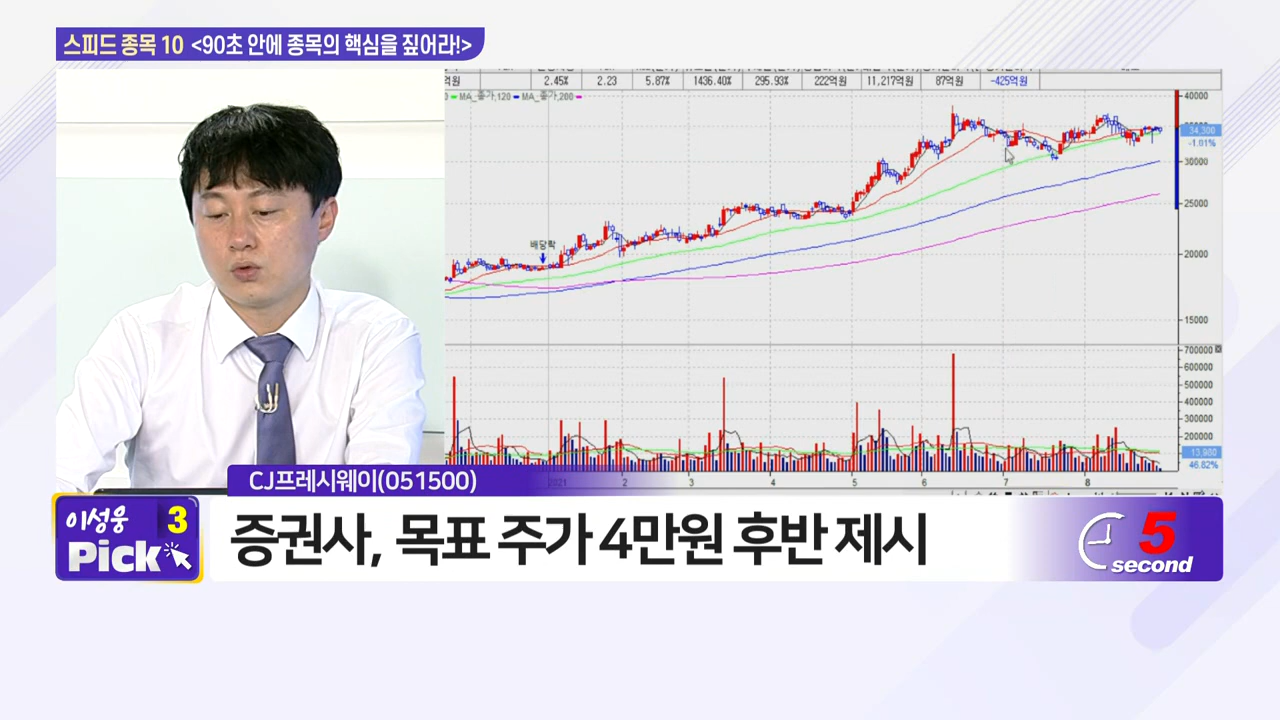 스피드 종목 10 <90초 안에 종목의 핵심을 짚어라!>
억원 2.45% 2.23 5.87% 1436.40% 295.93% 222억원 11,217억원 87억원 -425억원
MA_종가,120 MA_종가,200
40000
34,300
-1.01%
30000
25000
배당락
20000
15000
700000
600000
500000
400000
300000
200000
13,980
46.82%
2021 2 3 4 5 6 7 8
CJ프레시웨이(051500)
이성웅 3
Pick
증권사, 목표 주가 4만원 후반 제시
5
second